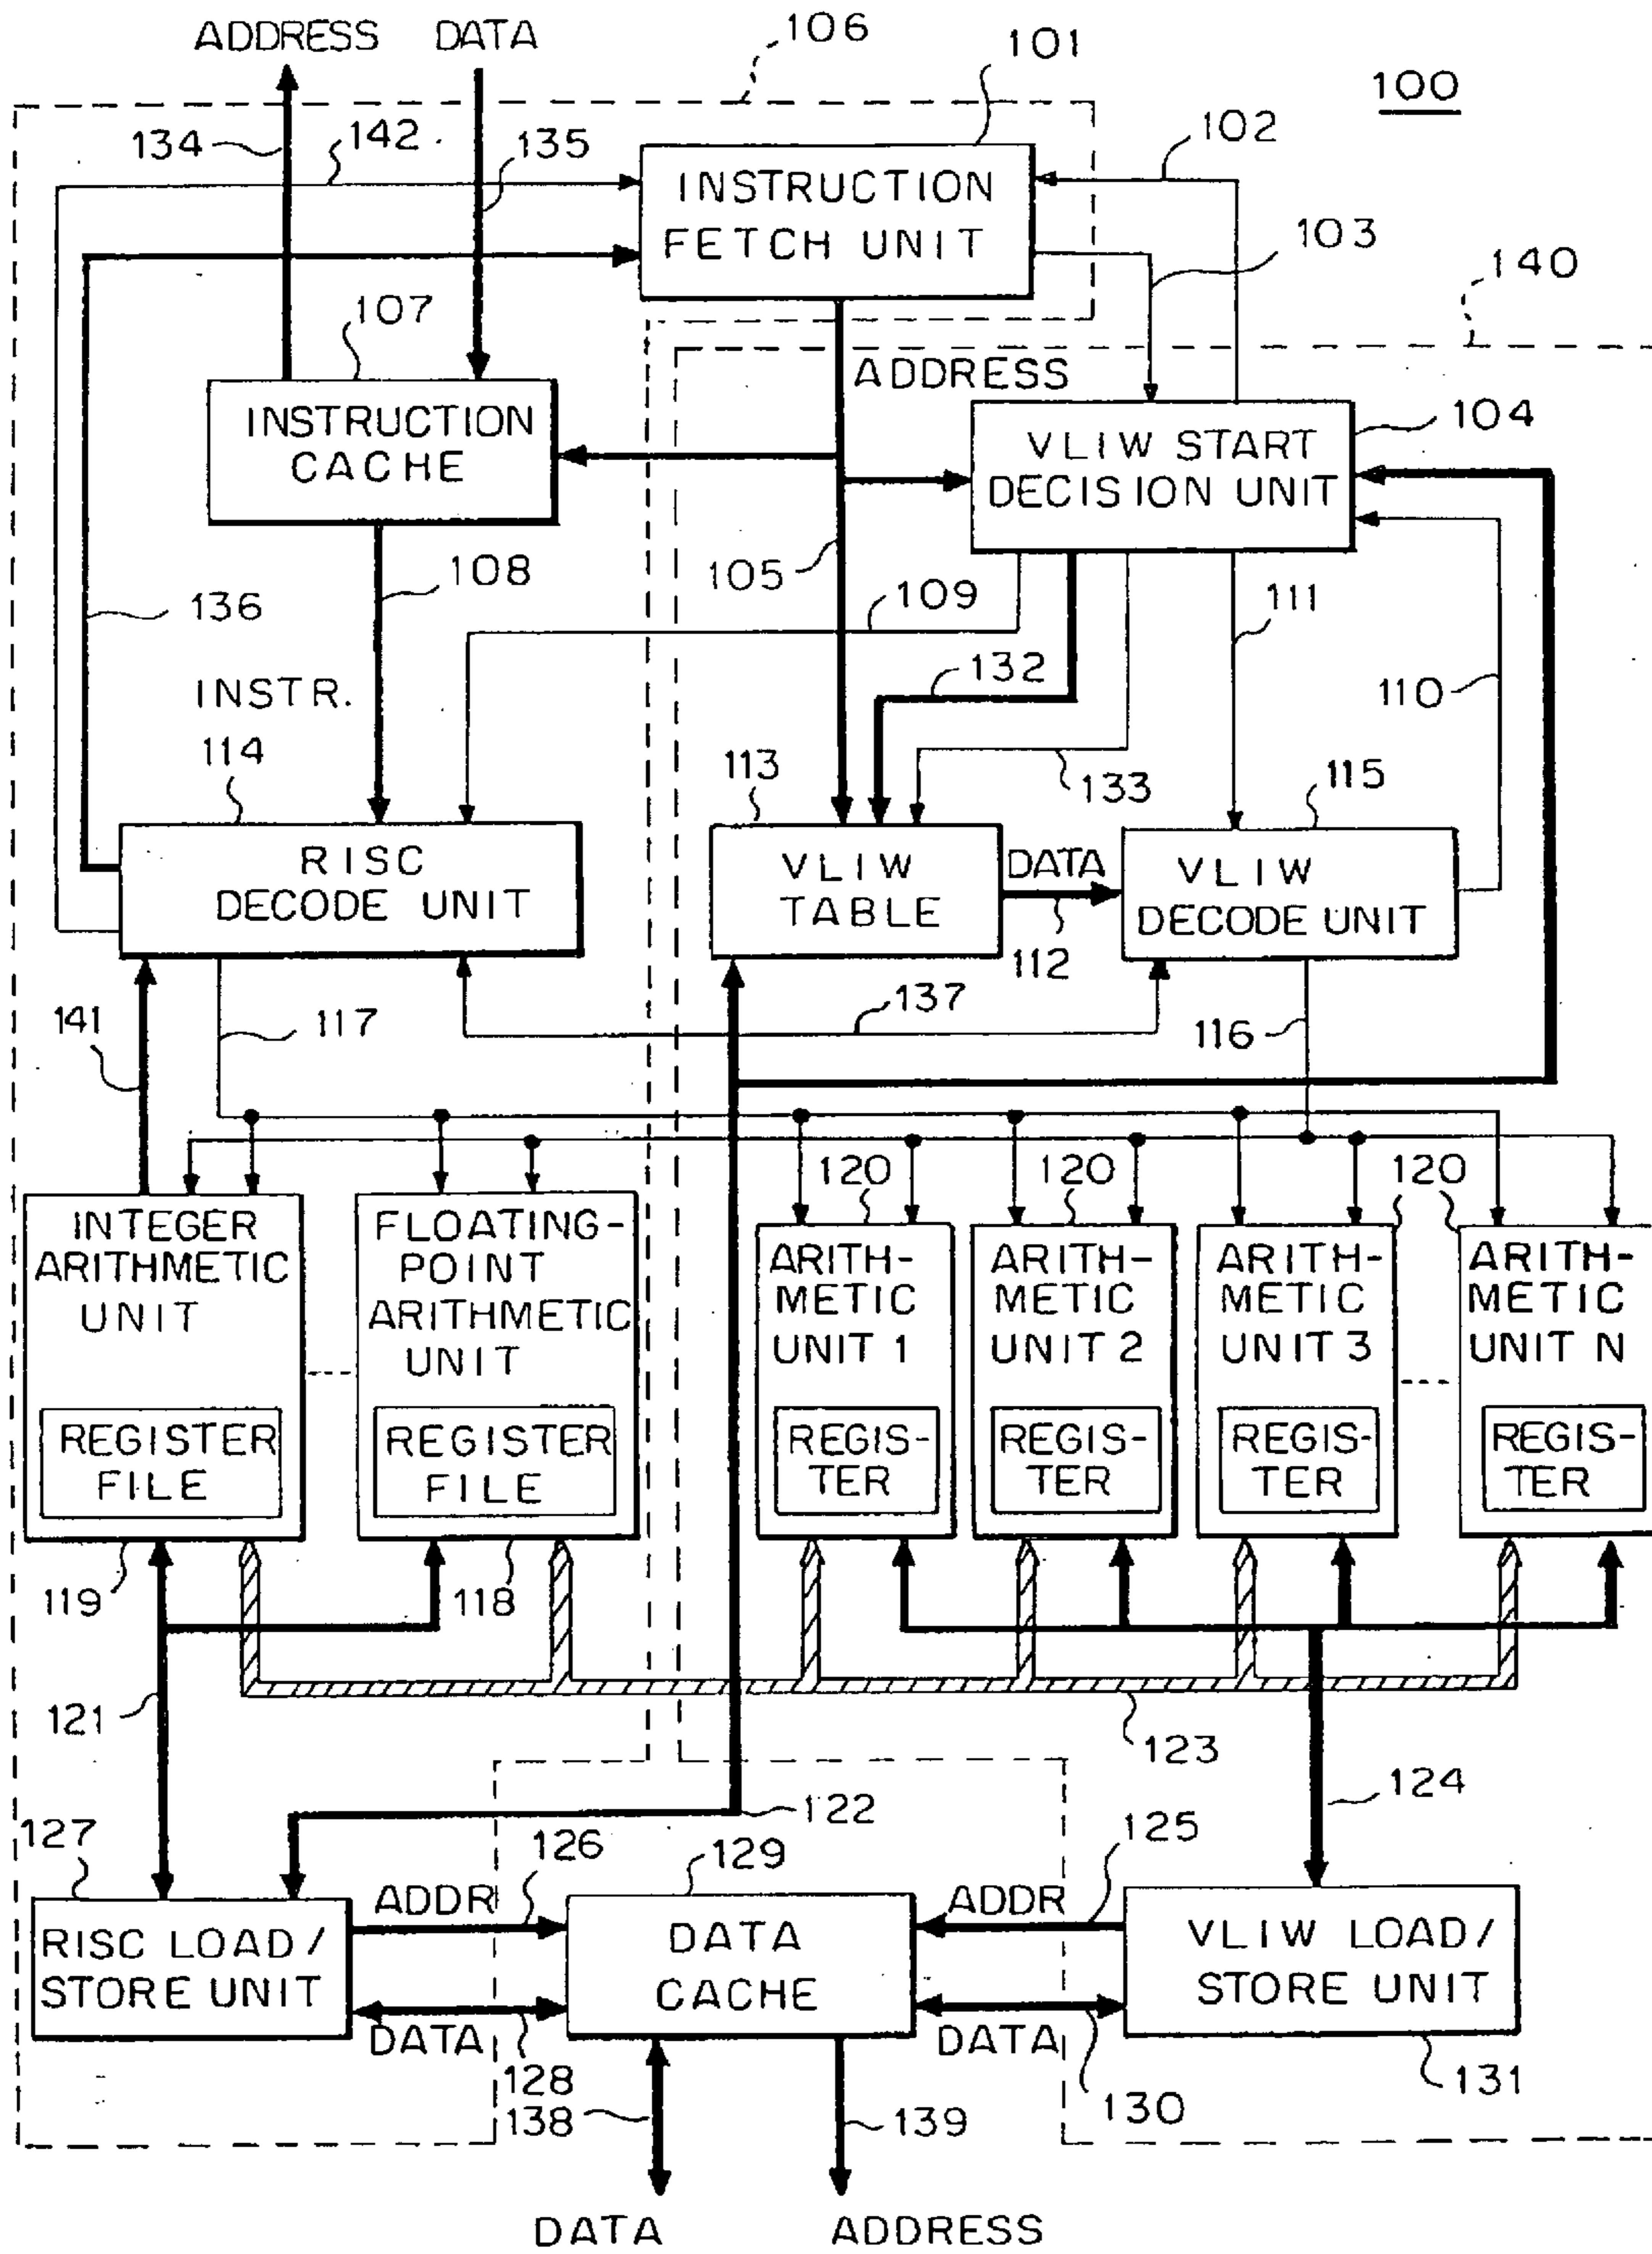 ADDRESS DATA 106 101
100
134 142 135 102
INSTRUCTION
FETCH UNIT
103
140
107
ADDRESS
INSTRUCTION
CACHE
VLIW START
DECISION UNIT
104
105
108
109
111
136
132
110
INSTR.
114
113
133
115
RISC
DECODE UNIT
VLIW
TABLE
DATA
112
VLIW
DECODE UNIT
137
141
117
116
120 120 120
INTEGER
ARITHMETIC
UNIT
REGISTER
FILE
FLOATING-
POINT
ARITHMETIC
UNIT
REGISTER
FILE
ARITH-
METIC
UNIT 1
REGIS-
TER
ARITH-
METIC
UNIT 2
REGIS-
TER
ARITH-
METIC
UNIT 3
REGIS-
TER
ARITH-
METIC
UNIT N
REGIS-
TER
119
118
121
123
124
122
127
126
129
125
ADDR
ADDR
RISC LOAD/
STORE UNIT
DATA
CACHE
VLIW LOAD/
STORE UNIT
DATA
DATA
128
138
139
130
131
DATA
ADDRESS